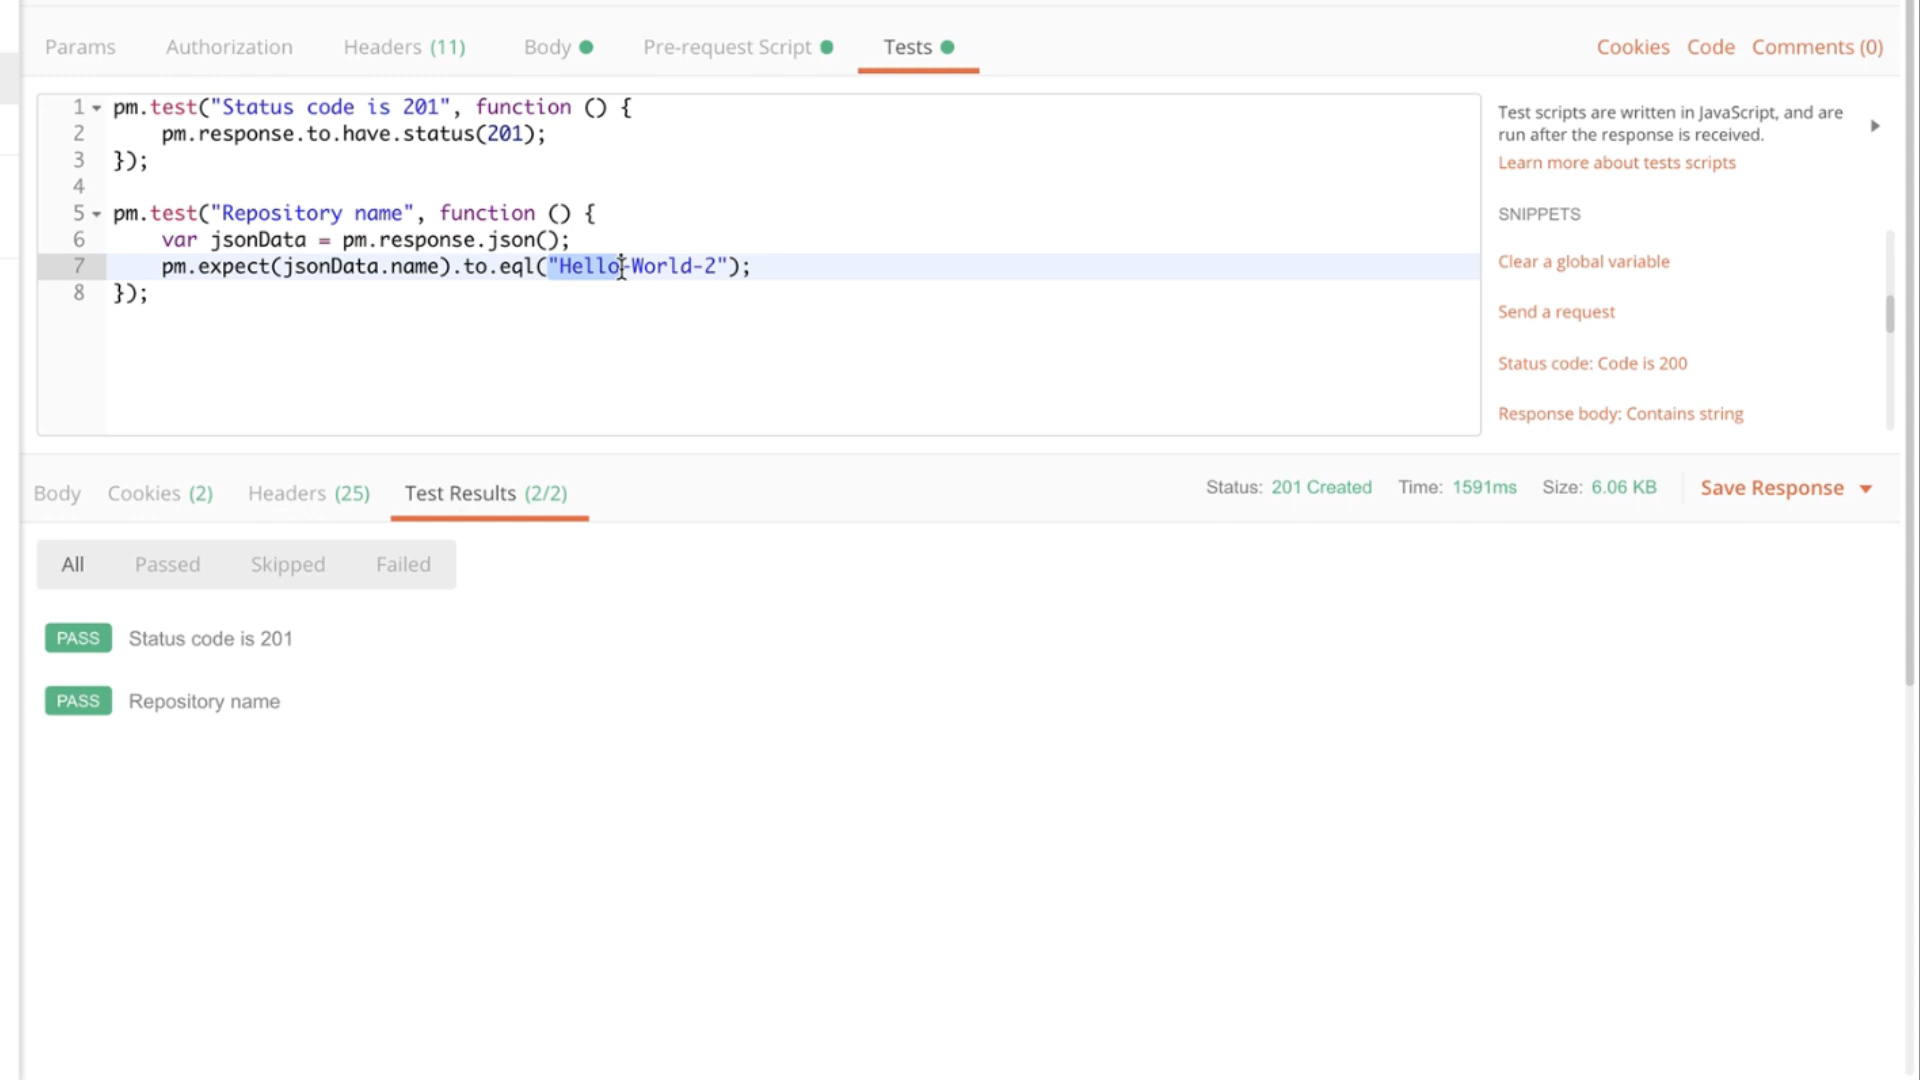 Params Authorization Headers (11) Body Pre-request Script Tests Cookies Code Comments (0)
1 pm.test("Status code is 201", function () {
2 pm.response.to.have.status(201);
3 });
4
5 pm.test("Repository name", function () {
6 var jsonData = pm.response.json();
7 pm.expect(jsonData.name).to.eql("Hello-World-2");
8 });
Test scripts are written in JavaScript, and are
run after the response is received.
Learn more about tests scripts
SNIPPETS
Clear a global variable
Send a request
Status code: Code is 200
Response body: Contains string
Body Cookies (2) Headers (25) Test Results (2/2) Status: 201 Created Time: 1591ms Size: 6.06 KB Save Response
All Passed Skipped Failed
PASS Status code is 201
PASS Repository name